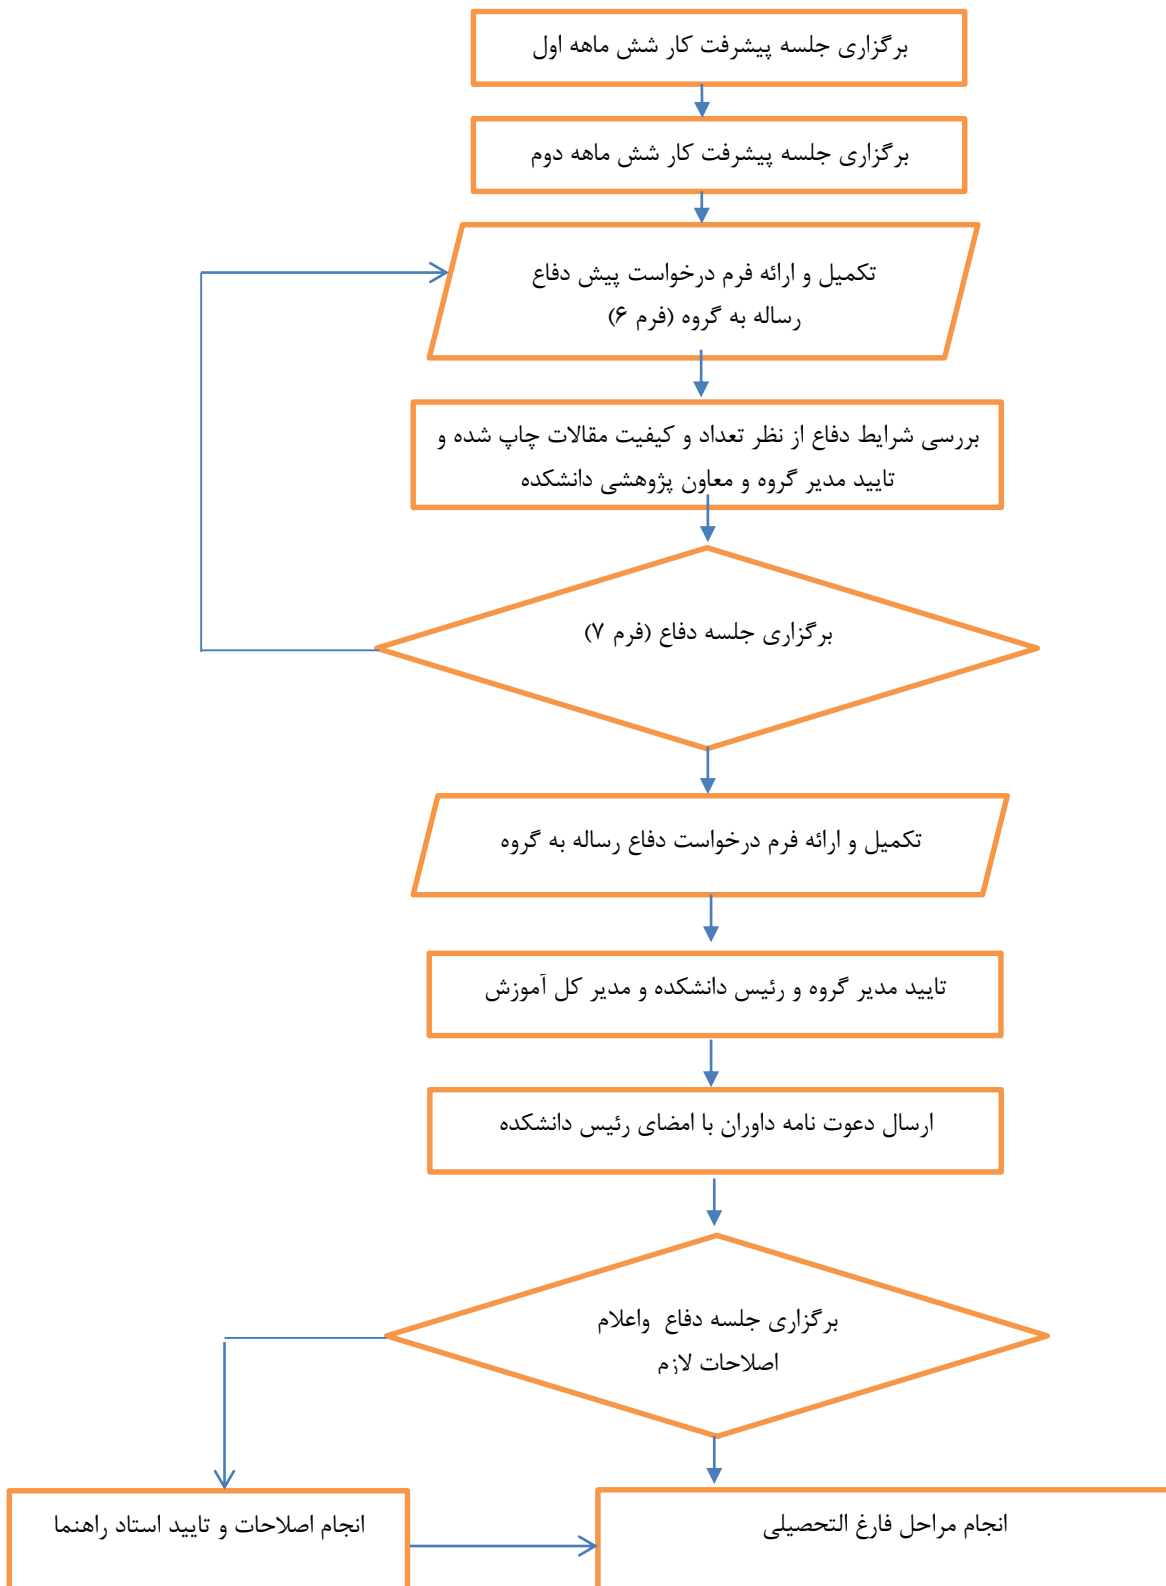 برگزاری جلسه پیشرفت کار شش ماهه اول
برگزاری جلسه پیشرفت کار شش ماهه دوم
تکمیل و ارائه فرم درخواست پیش دفاع
رساله به گروه (فرم ۶)
بررسی شرایط دفاع از نظر تعداد و کیفیت مقالات چاپ شده و
تایید مدیر گروه و معاون پژوهشی دانشکده
برگزاری جلسه دفاع (فرم ۷)
تکمیل و ارائه فرم درخواست دفاع رساله به گروه
تایید مدیر گروه و رئیس دانشکده و مدیر کل آموزش
ارسال دعوت نامه داوران با امضای رئیس دانشکده
برگزاری جلسه دفاع واعلام
اصلاحات لازم
انجام مراحل فارغ التحصیلی
انجام اصلاحات و تایید استاد راهنما